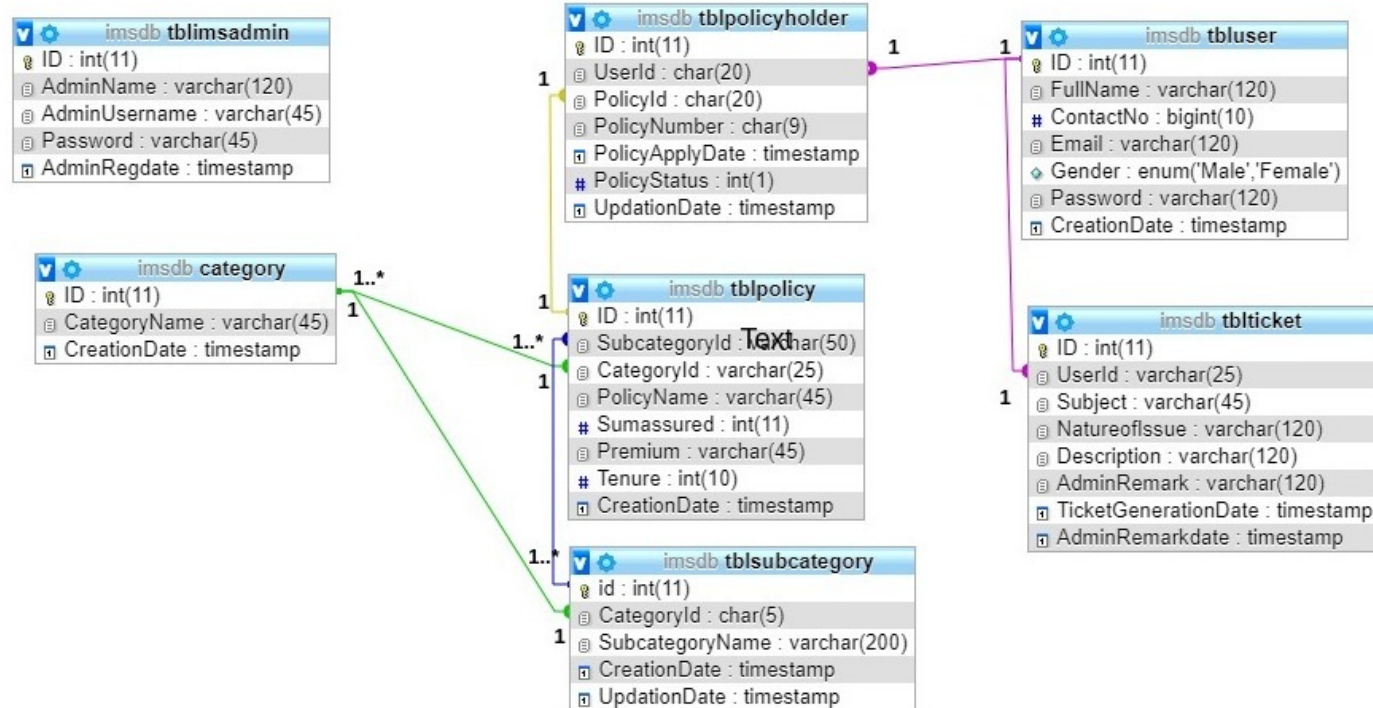 imsdb tblimsadmin
ID : int(11)
AdminName : varchar(120)
AdminUsername : varchar(45)
Password : varchar(45)
AdminRegdate : timestamp
imsdb tblpolicyholder
ID : int(11)
UserId : char(20)
PolicyId : char(20)
PolicyNumber : char(9)
PolicyApplyDate : timestamp
# PolicyStatus : int(1)
UpdationDate : timestamp
1
1
1
imsdb tbluser
ID : int(11)
FullName : varchar(120)
# ContactNo : bigint(10)
Email : varchar(120)
Gender : enum('Male','Female')
Password : varchar(120)
CreationDate : timestamp
imsdb category
ID : int(11)
CategoryName : varchar(45)
CreationDate : timestamp
1..*
1
1
1..*
1
imsdb tblpolicy
ID : int(11)
Text
SubcategoryId : varchar(50)
CategoryId : varchar(25)
PolicyName : varchar(45)
# Sumassured : int(11)
Premium : varchar(45)
# Tenure : int(10)
CreationDate : timestamp
imsdb tblticket
ID : int(11)
UserId : varchar(25)
Subject : varchar(45)
NatureofIssue : varchar(120)
Description : varchar(120)
AdminRemark : varchar(120)
TicketGenerationDate : timestamp
AdminRemarkdate : timestamp
1
1..*
1
imsdb tblsubcategory
id : int(11)
CategoryId : char(5)
SubcategoryName : varchar(200)
CreationDate : timestamp
UpdationDate : timestamp